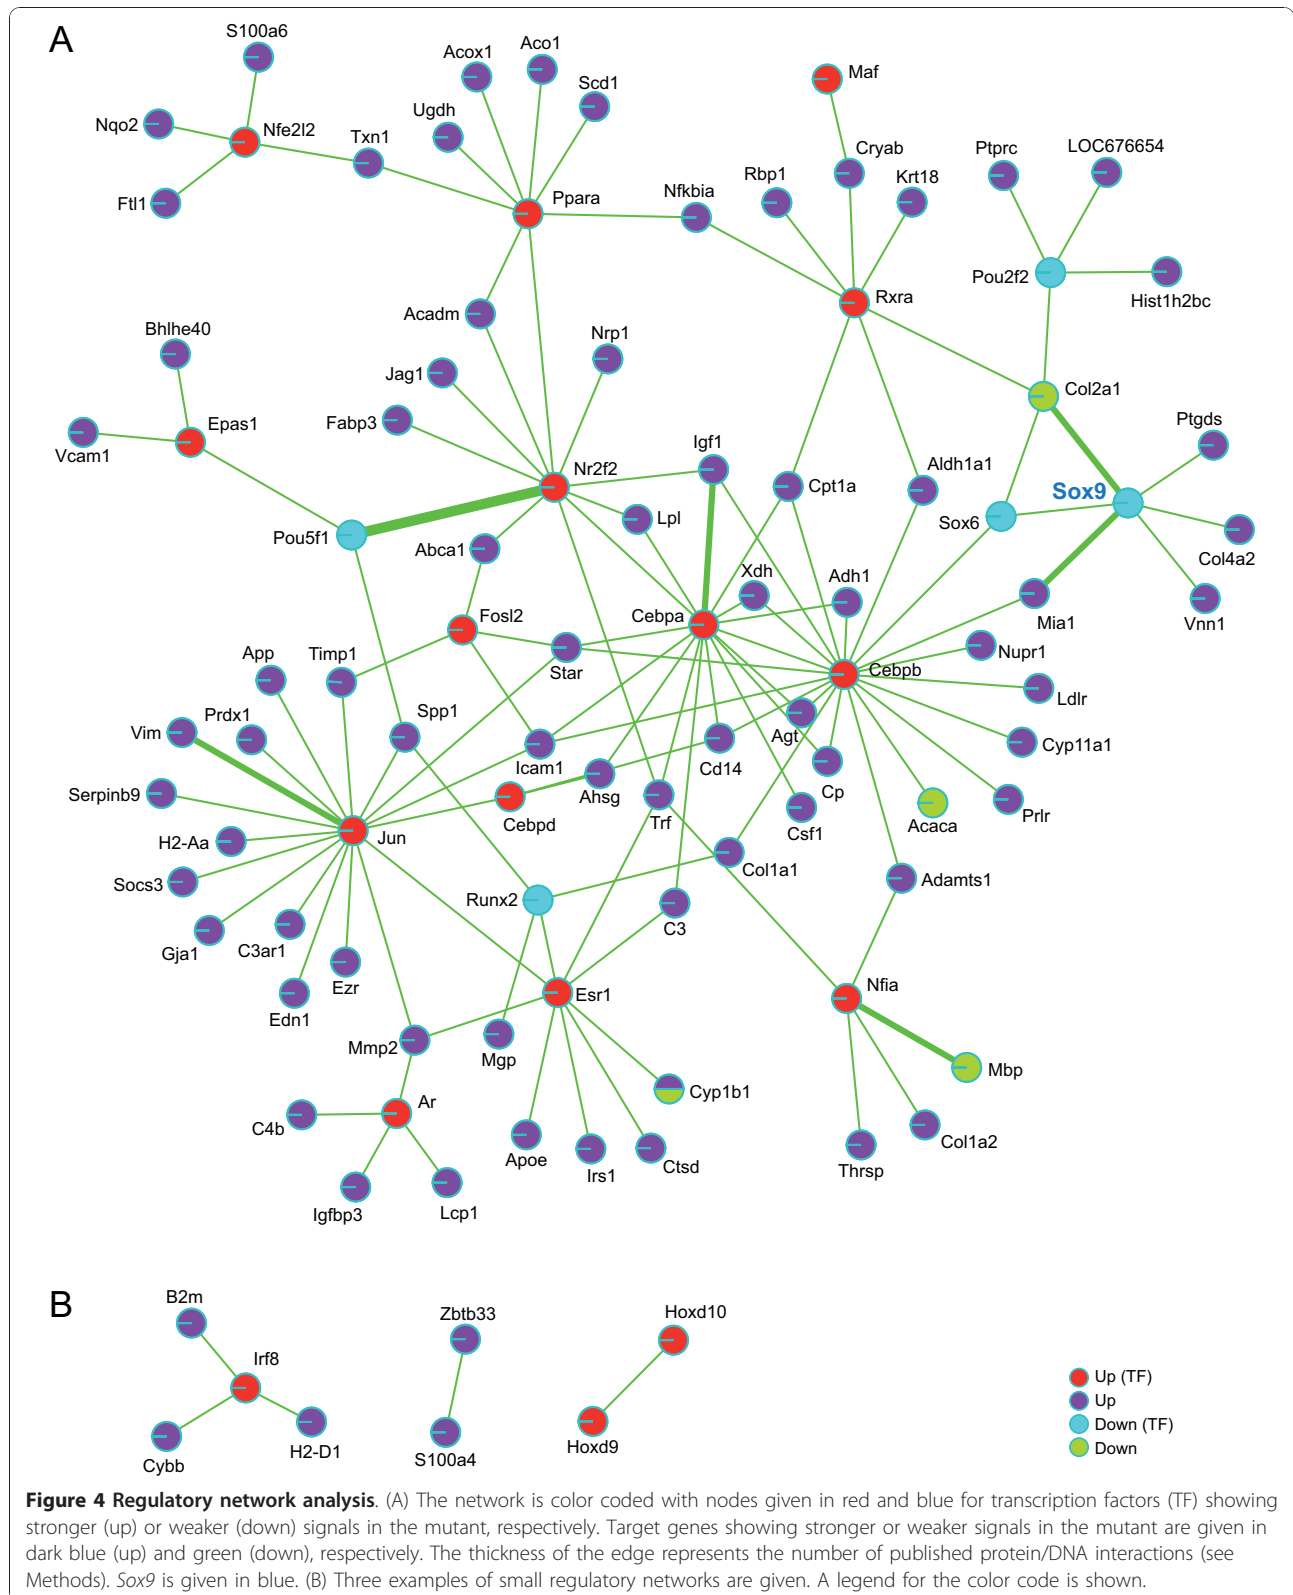 A
S100a6
Acox1
Aco1
Maf
Scd1
Ugdh
Nqo2
Nfe2l2
Txn1
Cryab
Ptprc
LOC676654
Rbp1
Krt18
Nfkbia
Ftl1
Ppara
Pou2f2
Rxra
Hist1h2bc
Acadm
Bhlhe40
Nrp1
Jag1
Col2a1
Fabp3
Epas1
Ptgds
Igf1
Vcam1
Nr2f2
Aldh1a1
Cpt1a
Sox9
Lpl
Sox6
Pou5f1
Abca1
Col4a2
Xdh
Adh1
Fosl2
Cebpa
Mia1
Vnn1
App
Timp1
Star
Cebpb
Nupr1
Ldlr
Prdx1
Spp1
Vim
Agt
Cyp11a1
Icam1
Cd14
Serpinb9
Ahsg
Cp
Cebpd
Trf
Csf1
Acaca
Prlr
H2-Aa
Jun
Col1a1
Adamts1
Socs3
Runx2
C3
Gja1
C3ar1
Ezr
Nfia
Esr1
Edn1
Mmp2
Mgp
Mbp
Cyp1b1
Ar
C4b
Col1a2
Apoe
Irs1
Ctsd
Thrsp
Igfbp3
Lcp1
B
B2m
Zbtb33
Hoxd10
Irf8
Up (TF)
Up
Down (TF)
Down
Cybb
H2-D1
S100a4
Hoxd9
Figure 4 Regulatory network analysis. (A) The network is color coded with nodes given in red and blue for transcription factors (TF) showing
stronger (up) or weaker (down) signals in the mutant, respectively. Target genes showing stronger or weaker signals in the mutant are given in
dark blue (up) and green (down), respectively. The thickness of the edge represents the number of published protein/DNA interactions (see
Methods). Sox9 is given in blue. (B) Three examples of small regulatory networks are given. A legend for the color code is shown.